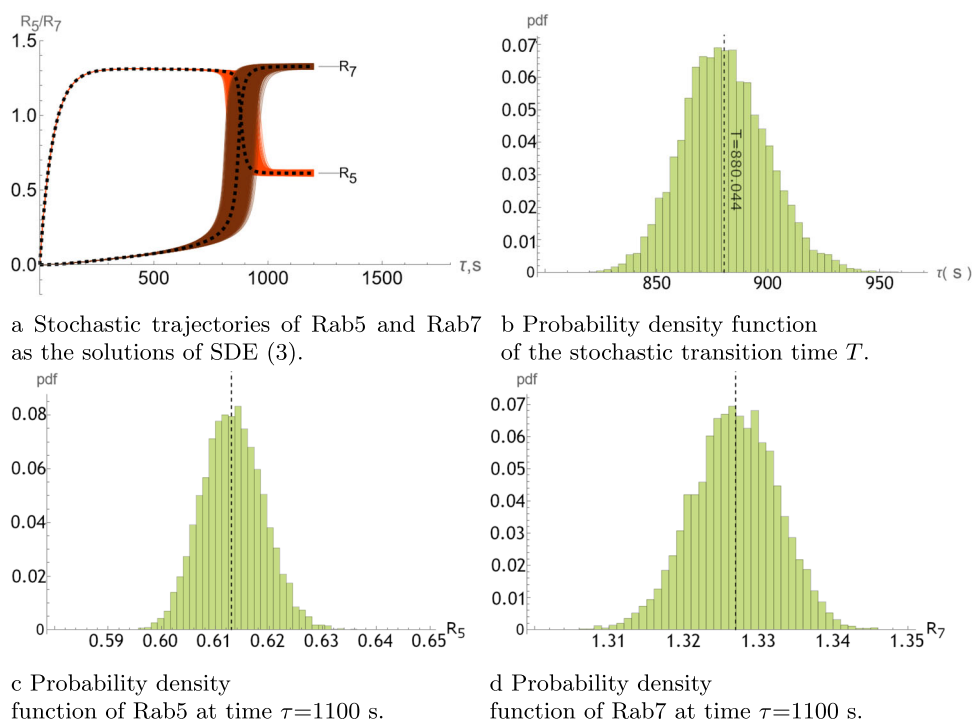 R5/R7
1.5
1.0
0.5
0.0
500
1000
1500
τ,s
R7
R5
pdf
0.07
0.06
0.05
0.04
0.03
0.02
0.01
0
850
900
950
τ( s )
T=880.044
a Stochastic trajectories of Rab5 and Rab7
as the solutions of SDE (3).
b Probability density function
of the stochastic transition time T.
pdf
0.08
0.06
0.04
0.02
0
0.59
0.60
0.61
0.62
0.63
0.64
0.65
R5
pdf
0.07
0.06
0.05
0.04
0.03
0.02
0.01
0
1.31
1.32
1.33
1.34
1.35
R7
c Probability density
function of Rab5 at time τ=1100 s.
d Probability density
function of Rab7 at time τ=1100 s.